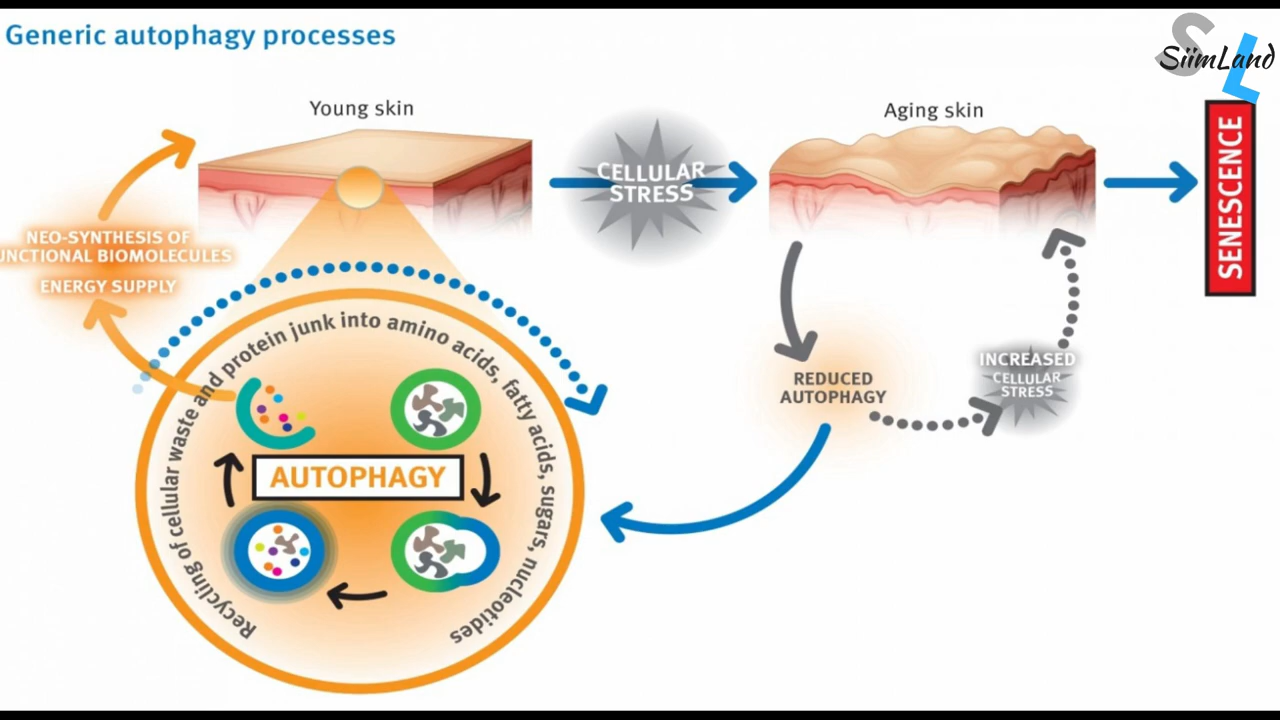 Generic autophagy processes
SiimLand
Young skin
Aging skin
CELLULAR
STRESS
SENESCENCE
NEO-SYNTHESIS OF
UNCTIONAL BIOMOLECULES
ENERGY SUPPLY
Recycling of cellular waste and protein junk into amino acids, fatty acids, sugars, nucleotides
AUTOPHAGY
REDUCED
AUTOPHAGY
INCREASED
CELLULAR
STRESS